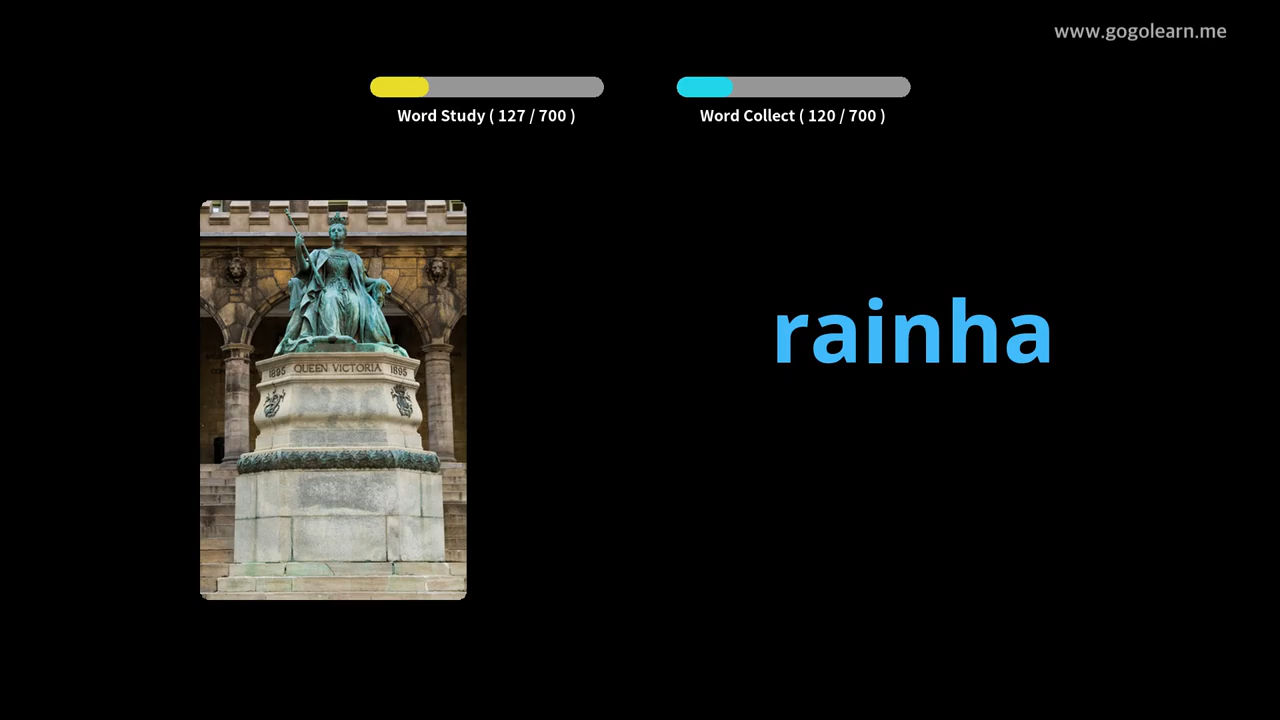 www.gogolearn.me
Word Study ( 127 / 700 )
Word Collect ( 120 / 700 )
rainha
1895 QUEEN VICTORIA 1895